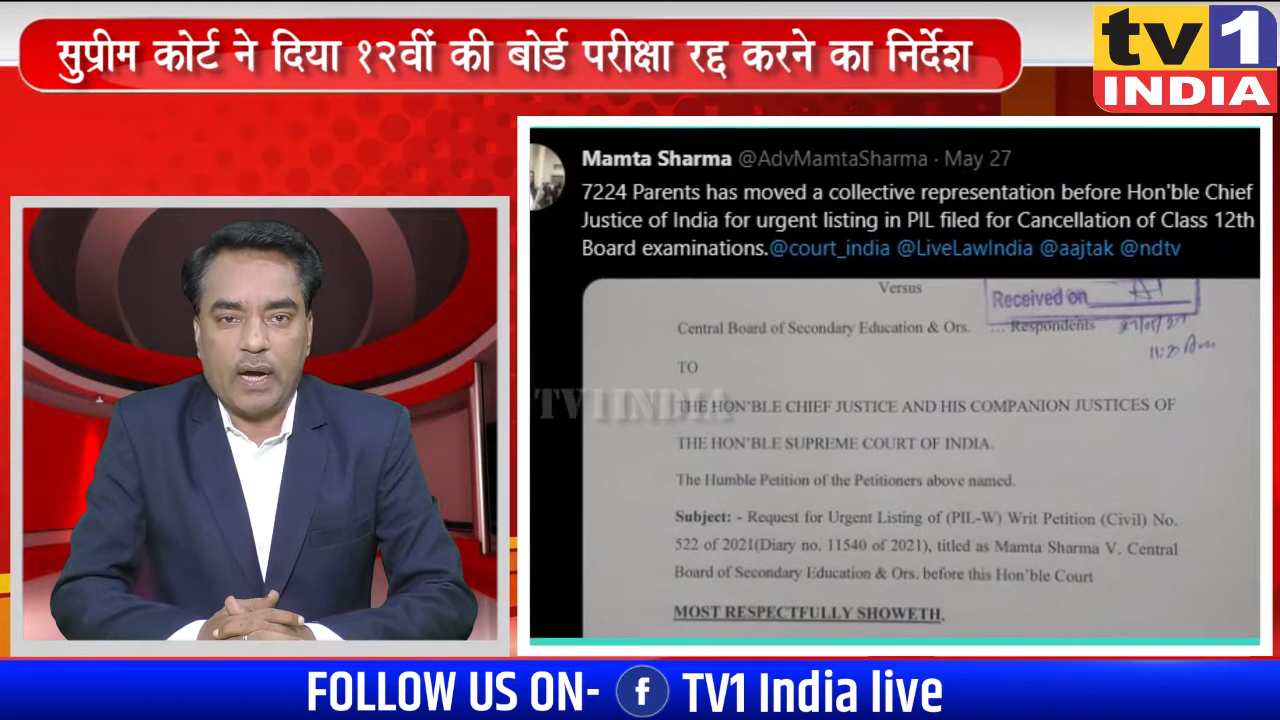 सुप्रीम कोर्ट ने दिया १२वीं की बोर्ड परीक्षा रद्द करने का निर्देश
tv1
INDIA
Mamta Sharma @AdvMamtaSharma · May 27
7224 Parents has moved a collective representation before Hon'ble Chief
Justice of India for urgent listing in PIL filed for Cancellation of Class 12th
Board examinations.@court_india @LiveLawIndia @aajtak @ndtv
Versus
Received on
Central Board of Secondary Education & Ors. ... Respondents
TO
TV1INDIA
THE HON'BLE CHIEF JUSTICE AND HIS COMPANION JUSTICES OF
THE HON'BLE SUPREME COURT OF INDIA.
The Humble Petition of the Petitioners above named.
Subject: - Request for Urgent Listing of (PIL-W) Writ Petition (Civil) No.
522 of 2021(Diary no. 11540 of 2021), titled as Mamta Sharma V. Central
Board of Secondary Education & Ors. before this Hon'ble Court
MOST RESPECTFULLY SHOWETH.
FOLLOW US ON- f TV1 India live